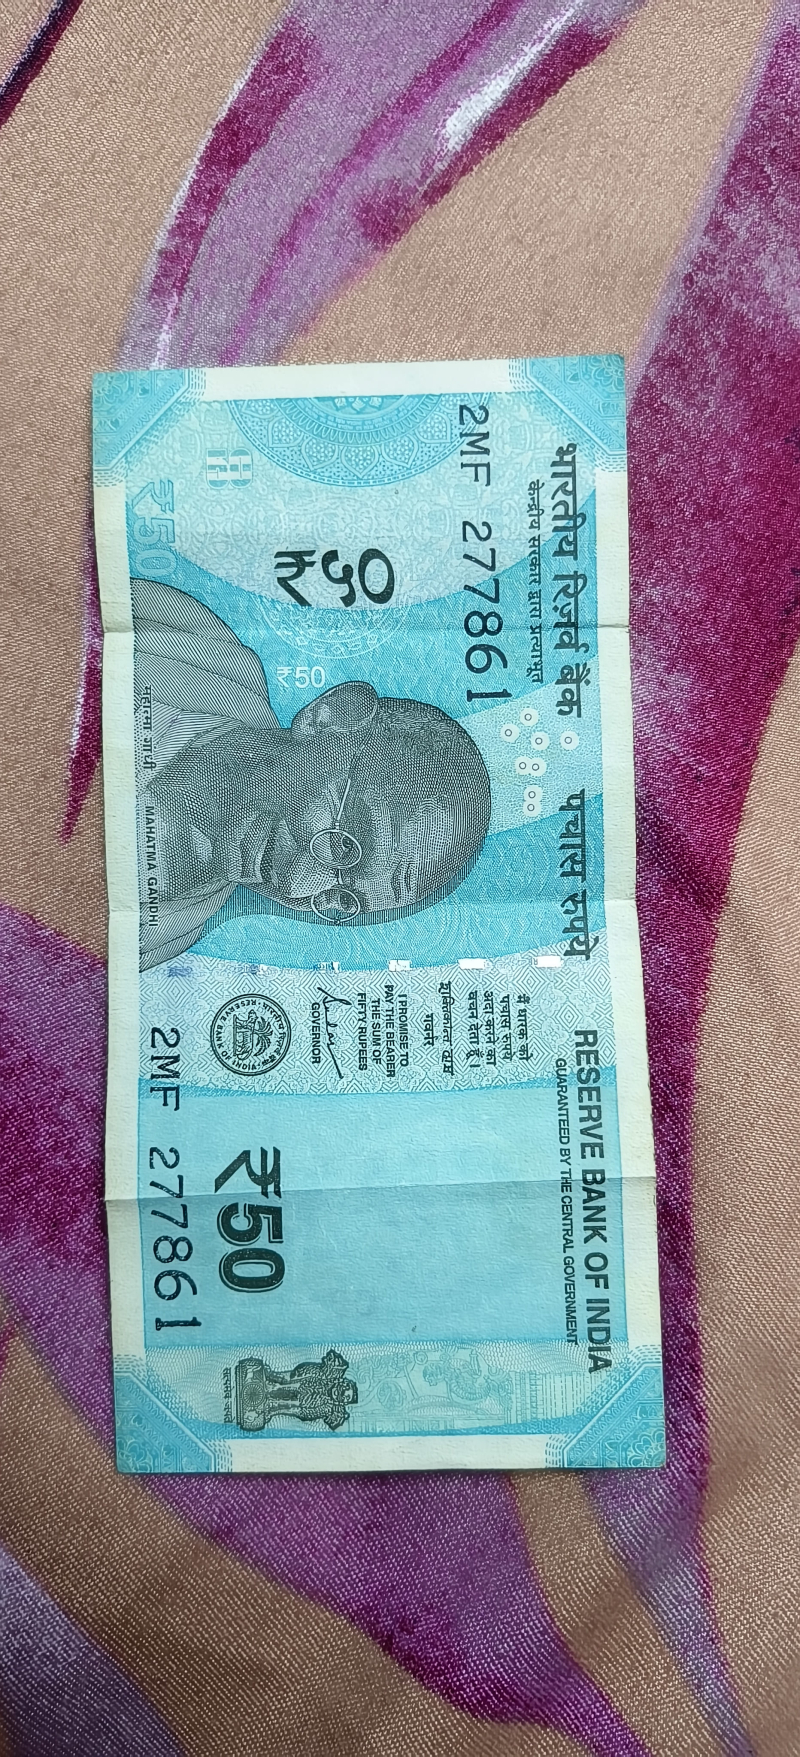 भारतीय रिज़र्व बैंक
केन्द्रीय सरकार द्वारा प्रत्याभूत
पचास रुपये
RESERVE BANK OF INDIA
GUARANTEED BY THE CENTRAL GOVERNMENT
2MF 277861
मैं धारक को
पचास रुपये
अदा करने का
वचन देता हूँ।
शक्तिकान्त दास
गवर्नर
I PROMISE TO
PAY THE BEARER
THE SUM OF
FIFTY RUPEES
GOVERNOR
₹५०
₹50
₹50
₹50
2MF 277861
महात्मा गांधी
MAHATMA GANDHI
सत्यमेव जयते